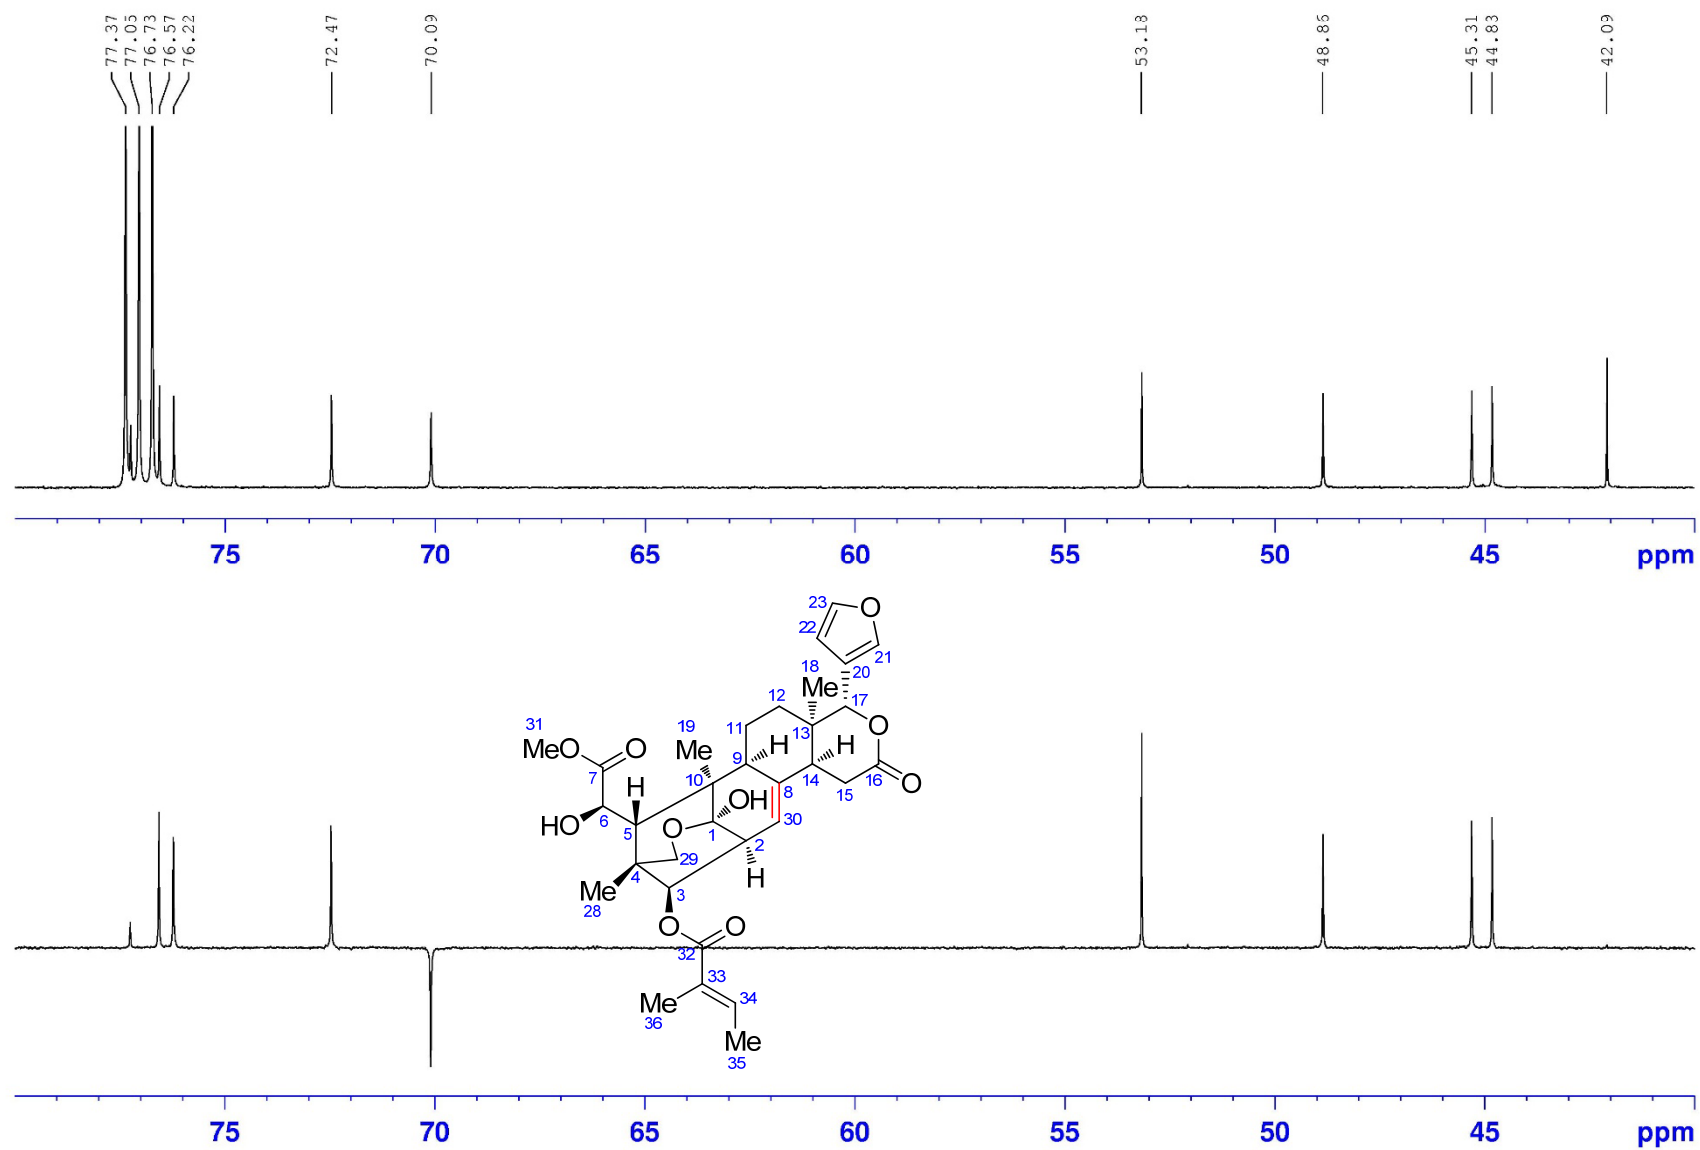 77.37
77.05
76.73
76.57
76.22
72.47
70.09
53.18
48.86
45.31
44.83
42.09
75 70 65 60 55 50 45 ppm
23 O
22
21
18 20
Me 17
12
31 19 11 13 O
MeO O Me 9 H H
7 10 14 16 O
H OH 8 15
HO 6 5 O 1 30
29 2
4 H
Me 3
28 O O
32
33
Me 34
36 Me
35
75 70 65 60 55 50 45 ppm